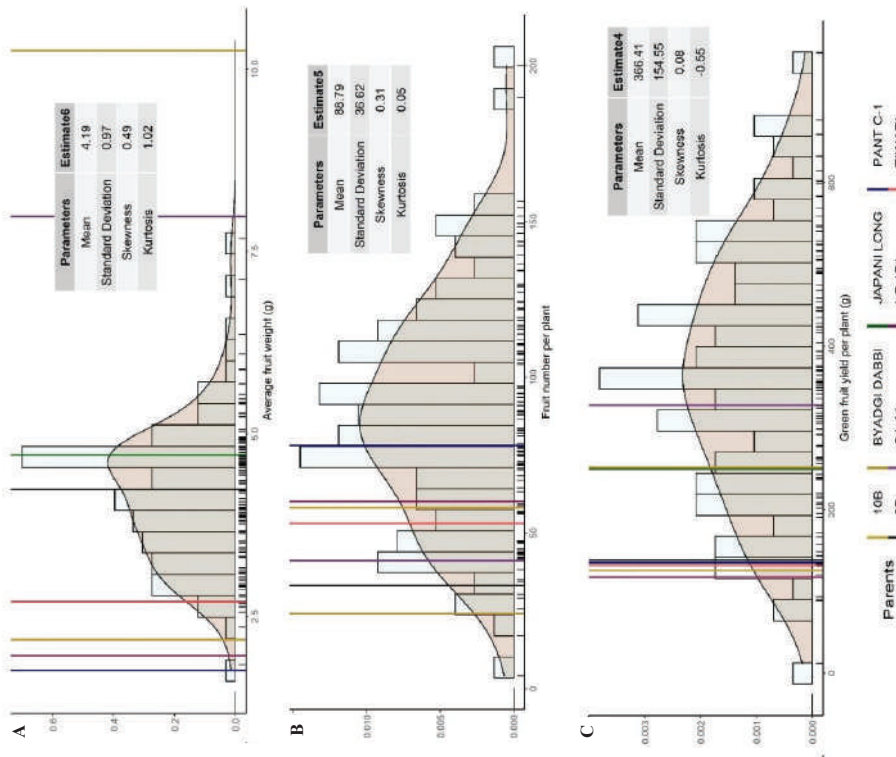 A
Parameters Estimate6
Mean 4.19
Standard Deviation 0.97
Skewness 0.49
Kurtosis 1.02
0.6
0.4
0.2
0.0
2.5
5.0
7.5
10.0
Average fruit weight (g)
B
Parameters Estimate5
Mean 88.79
Standard Deviation 36.62
Skewness 0.31
Kurtosis 0.05
0.010
0.005
0.000
0
50
100
150
200
Fruit number per plant
C
Parameters Estimate4
Mean 366.41
Standard Deviation 154.55
Skewness 0.08
Kurtosis -0.55
0.003
0.002
0.001
0.000
0
200
400
600
Green fruit yield per plant (g)
Parents
10B
BYADGI DABBI
JAPANI LONG
PANT C-1